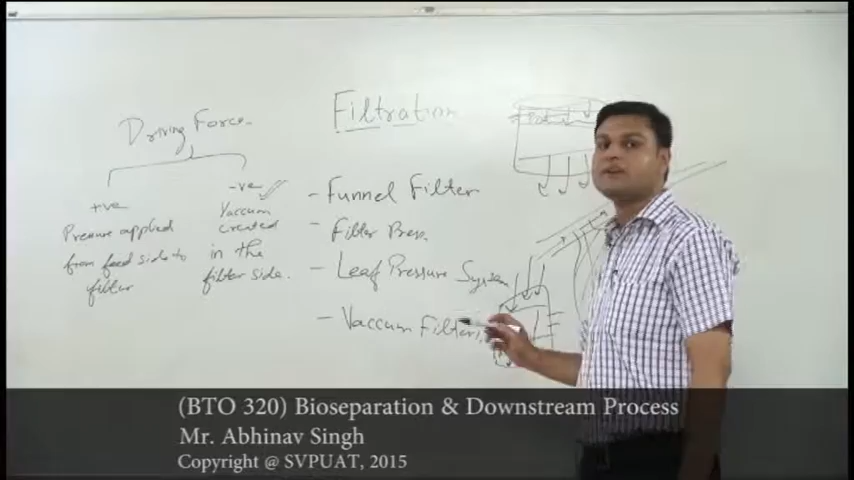 Filtration
Driving Force
+ve
Pressure applied
from feed side to
filter
-ve
Vaccum
created
in the
filter side.
- Funnel Filter
- Filter Press.
- Leaf Pressure System
- Vaccum Filter
(BTO 320) Bioseparation & Downstream Process
Mr. Abhinav Singh
Copyright @ SVPUAT, 2015